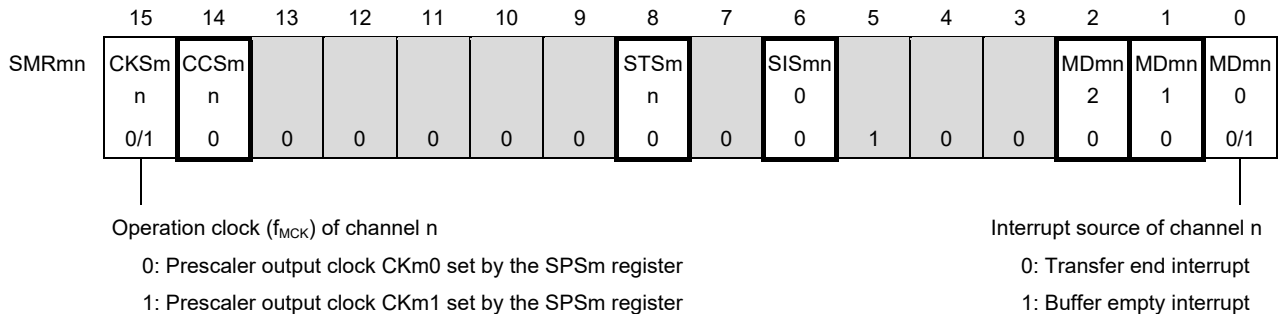 15 14 13 12 11 10 9 8 7 6 5 4 3 2 1 0
SMRmn CKSm CCSm STSm SISmn MDmn MDmn MDmn
n n n 0 2 1 0
0/1 0 0 0 0 0 0 0 0 0 1 0 0 0 0 0/1
Operation clock (fMCK) of channel n Interrupt source of channel n
0: Prescaler output clock CKm0 set by the SPSm register 0: Transfer end interrupt
1: Prescaler output clock CKm1 set by the SPSm register 1: Buffer empty interrupt